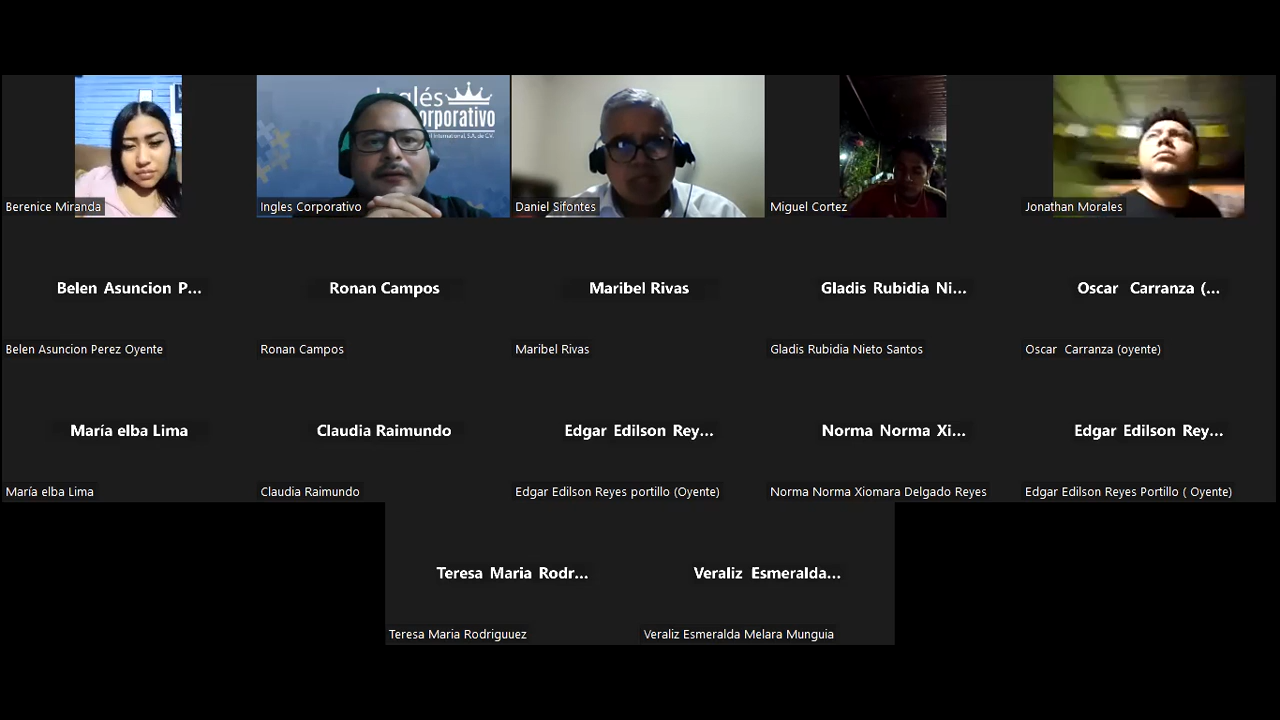 Inglés
Corporativo
International, S.A. de C.V.
Berenice Miranda
Ingles Corporativo
Daniel Sifontes
Miguel Cortez
Jonathan Morales
Belen Asuncion P...
Ronan Campos
Maribel Rivas
Gladis Rubidia Ni...
Oscar Carranza (...
Belen Asuncion Perez Oyente
Ronan Campos
Maribel Rivas
Gladis Rubidia Nieto Santos
Oscar Carranza (oyente)
María elba Lima
Claudia Raimundo
Edgar Edilson Rey...
Norma Norma Xi...
Edgar Edilson Rey...
María elba Lima
Claudia Raimundo
Edgar Edilson Reyes portillo (Oyente)
Norma Norma Xiomara Delgado Reyes
Edgar Edilson Reyes Portillo ( Oyente)
Teresa Maria Rodr...
Veraliz Esmeralda...
Teresa Maria Rodriguuez
Veraliz Esmeralda Melara Munguia